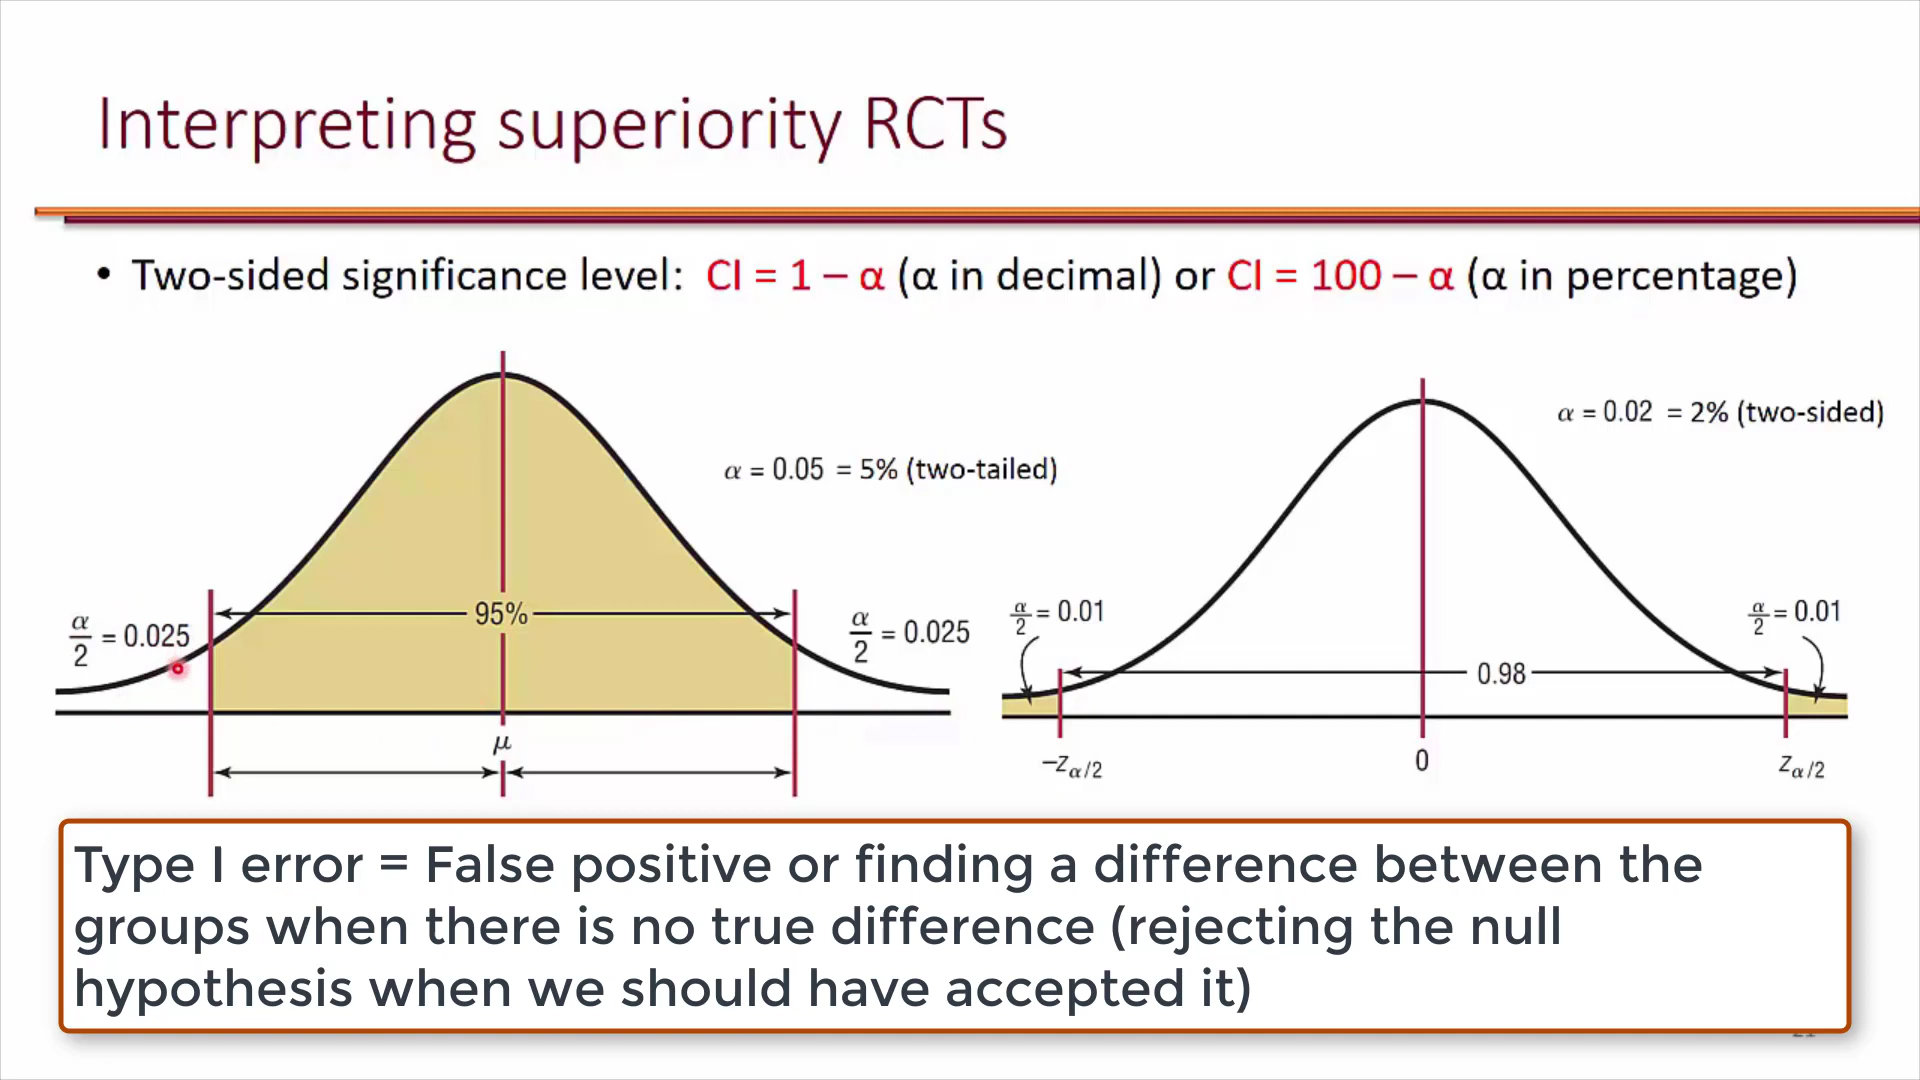 Interpreting superiority RCTs
• Two-sided significance level: CI = 1 – α (α in decimal) or CI = 100 – α (α in percentage)
α = 0.02 = 2% (two-sided)
α = 0.05 = 5% (two-tailed)
α/2 = 0.025
95%
α/2 = 0.025
α/2 = 0.01
α/2 = 0.01
0.98
μ
−zα/2
0
zα/2
Type I error = False positive or finding a difference between the
groups when there is no true difference (rejecting the null
hypothesis when we should have accepted it)